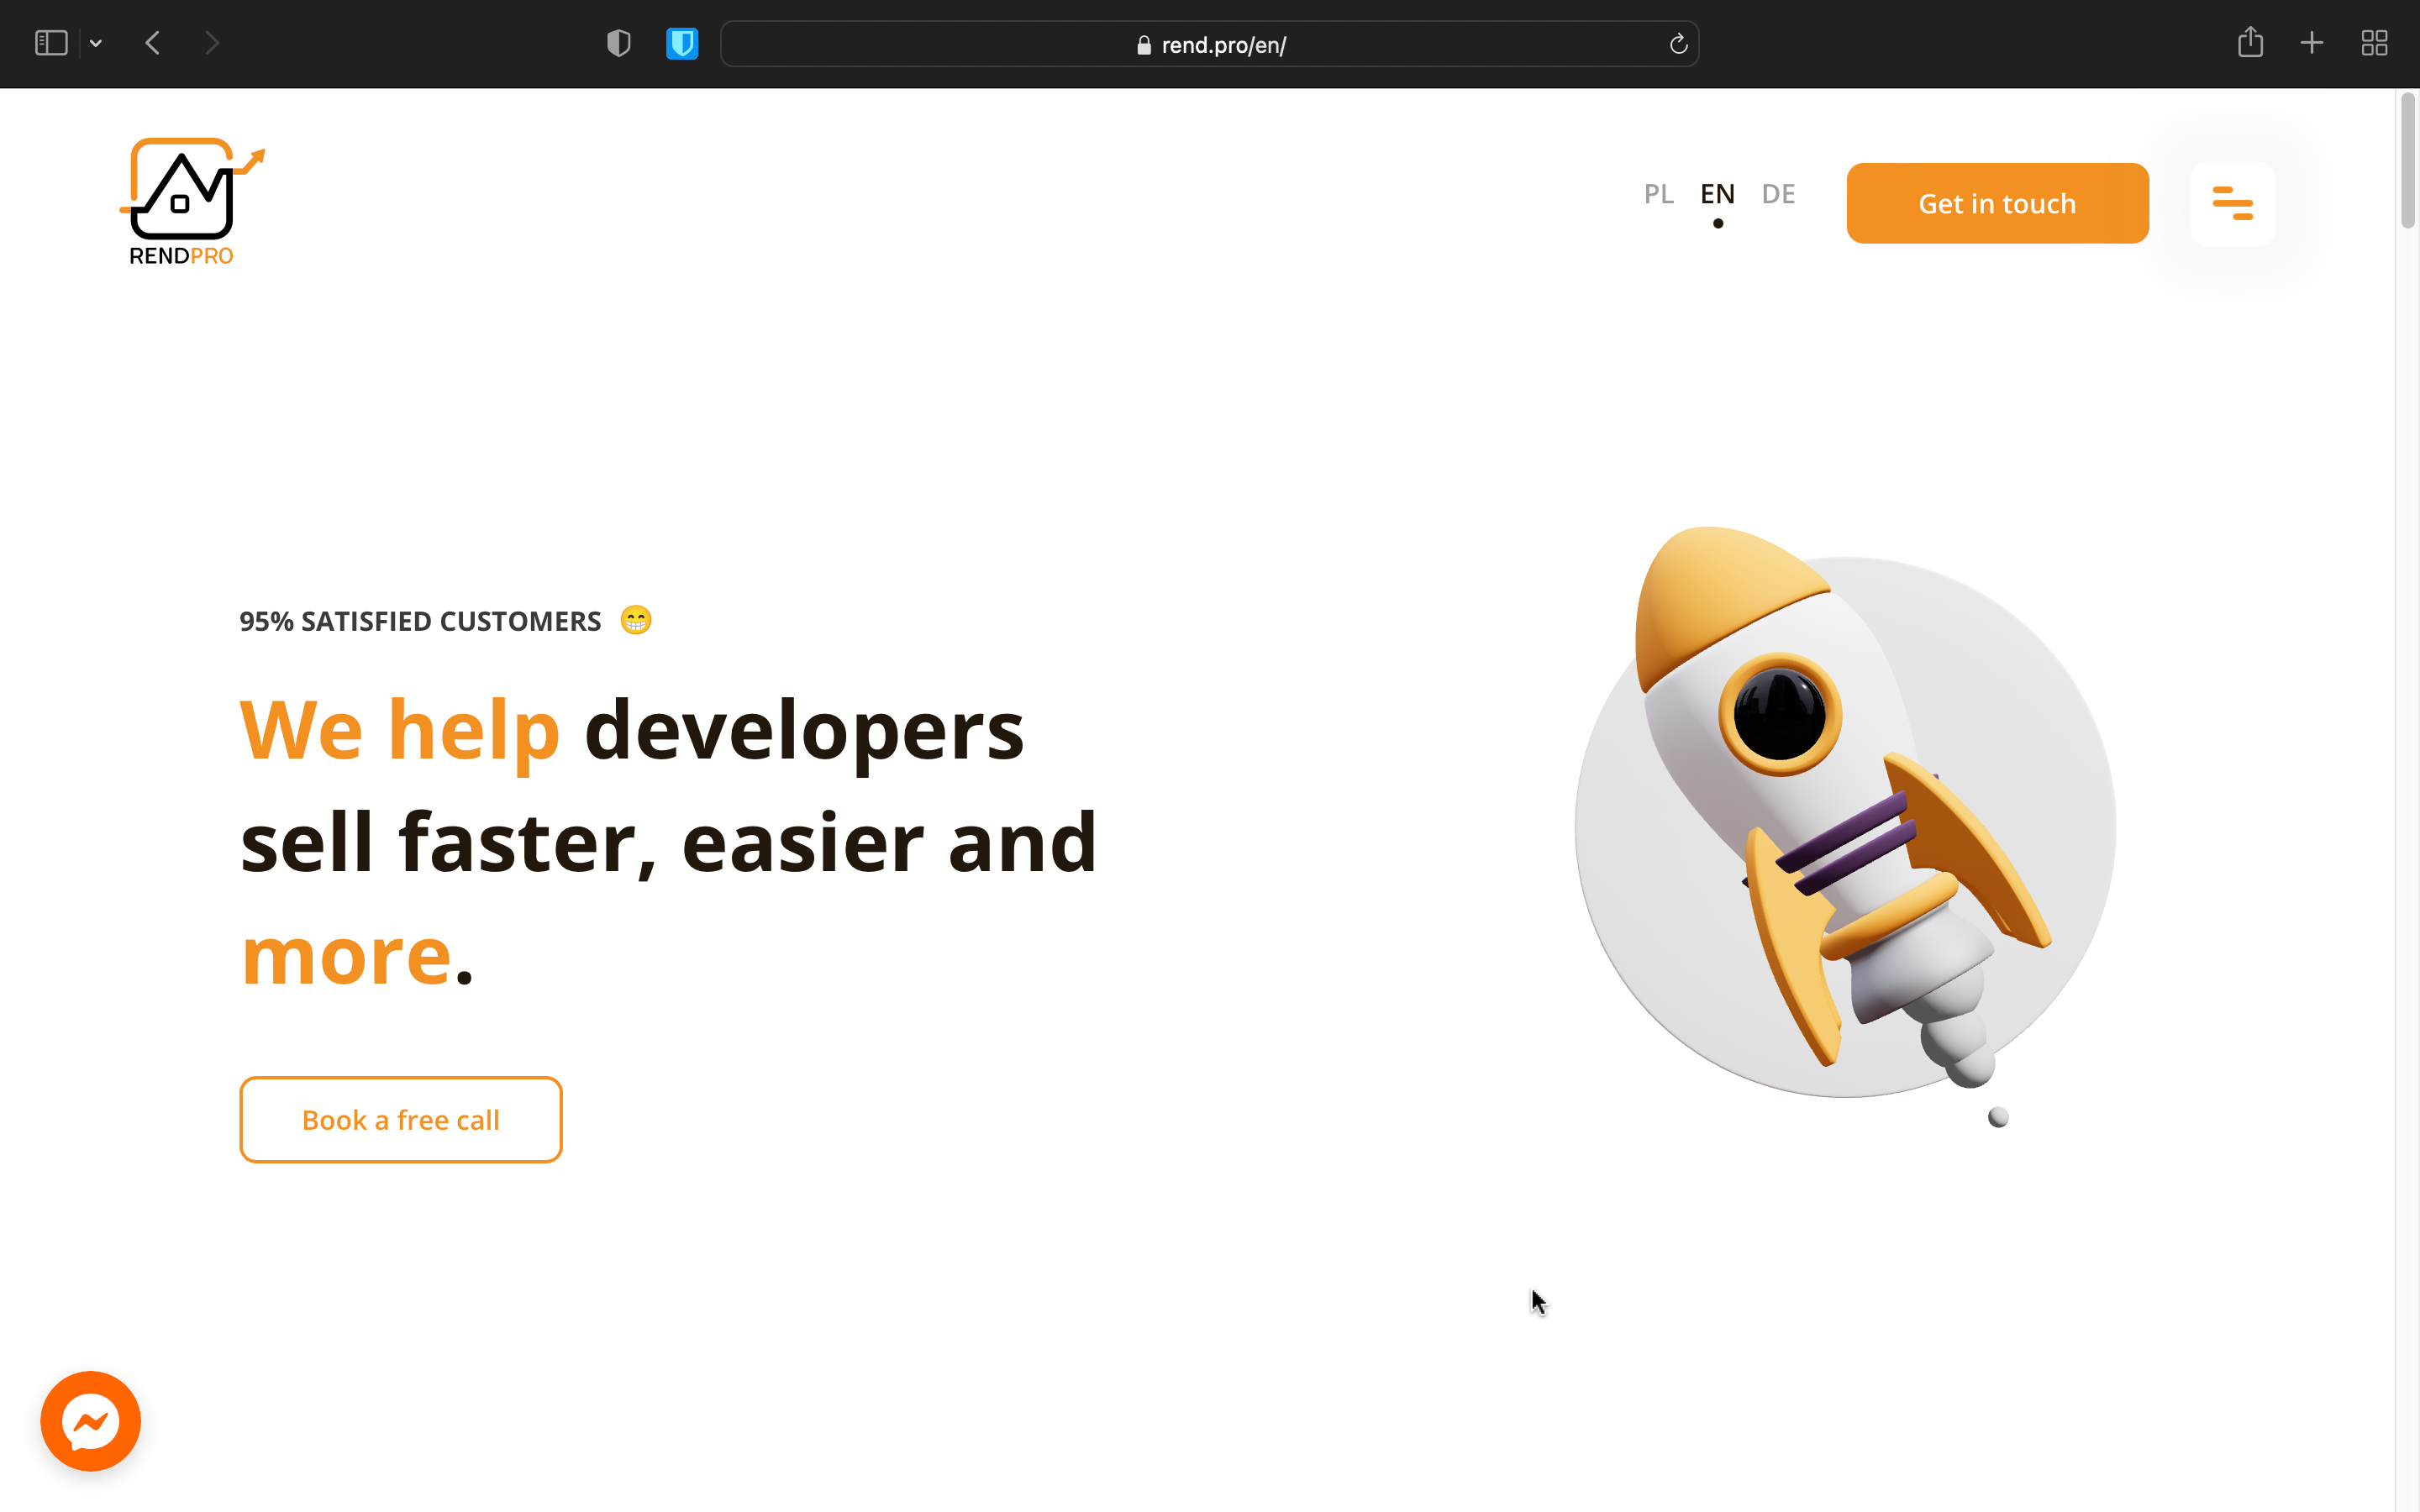 rend.pro/en/
RENDPRO
PL EN DE
Get in touch
95% SATISFIED CUSTOMERS 😁
We help developers
sell faster, easier and
more.
Book a free call